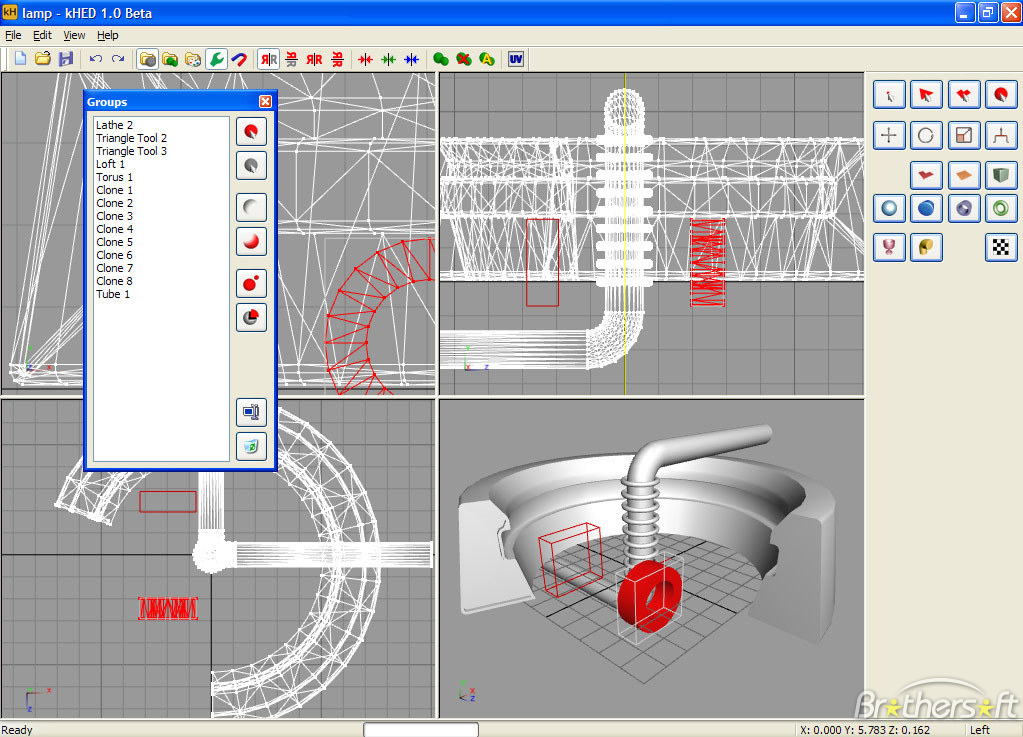 kH lamp - kHED 1.0 Beta
File Edit View Help
UV
Groups
Lathe 2
Triangle Tool 2
Triangle Tool 3
Loft 1
Torus 1
Clone 1
Clone 2
Clone 3
Clone 4
Clone 5
Clone 6
Clone 7
Clone 8
Tube 1
Brothersoft
Ready
X: 0.000 Y: 5.783 Z: 0.162
Left